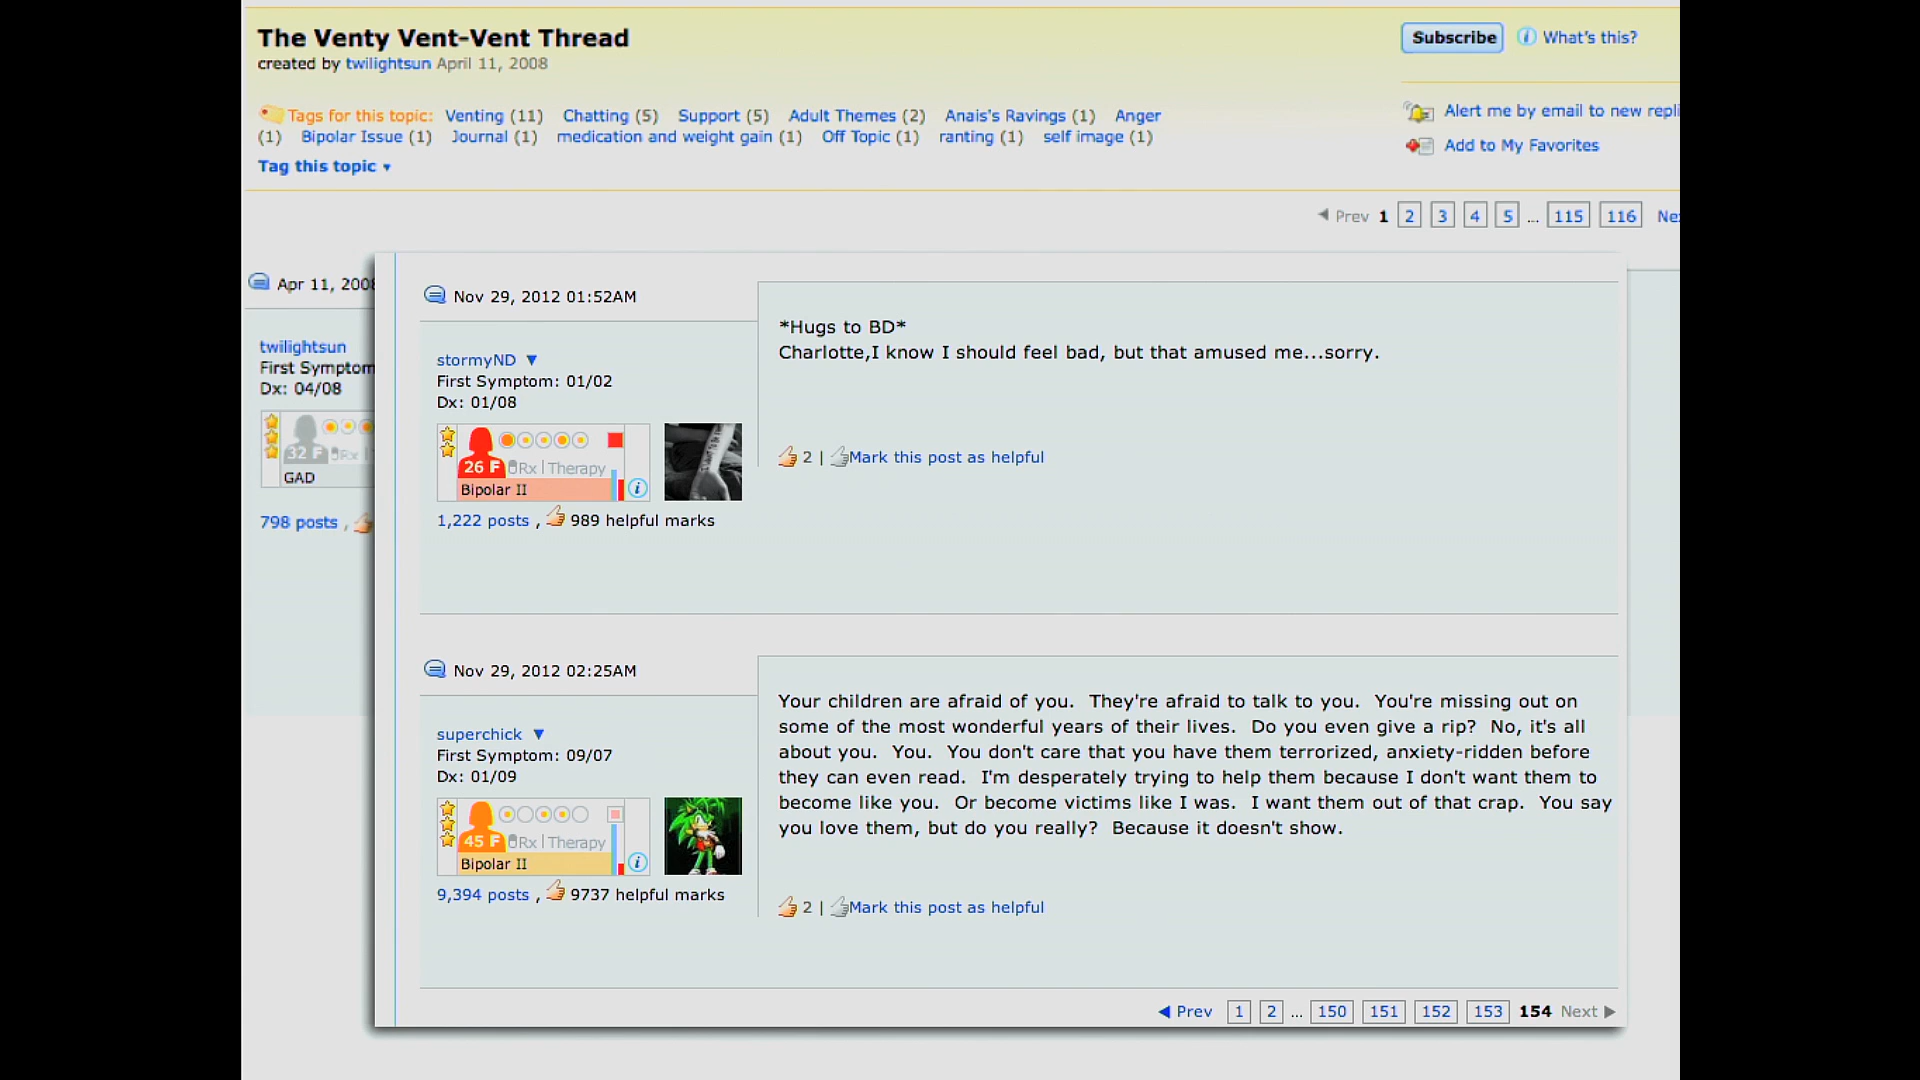 The Venty Vent-Vent Thread
created by twilightsun April 11, 2008
Subscribe
What's this?
Tags for this topic: Venting (11) Chatting (5) Support (5) Adult Themes (2) Anais's Ravings (1) Anger
(1) Bipolar Issue (1) Journal (1) medication and weight gain (1) Off Topic (1) ranting (1) self image (1)
Tag this topic ▾
Alert me by email to new repli
Add to My Favorites
◀ Prev 1 2 3 4 5 ... 115 116 Nex
Apr 11, 2008
twilightsun
First Symptom
Dx: 04/08
32 F Rx
GAD
798 posts ,
Nov 29, 2012 01:52AM
stormyND ▼
First Symptom: 01/02
Dx: 01/08
26 F Rx | Therapy
Bipolar II
1,222 posts , 989 helpful marks
*Hugs to BD*
Charlotte,I know I should feel bad, but that amused me...sorry.
2 | Mark this post as helpful
Nov 29, 2012 02:25AM
superchick ▼
First Symptom: 09/07
Dx: 01/09
45 F Rx | Therapy
Bipolar II
9,394 posts , 9737 helpful marks
Your children are afraid of you. They're afraid to talk to you. You're missing out on
some of the most wonderful years of their lives. Do you even give a rip? No, it's all
about you. You. You don't care that you have them terrorized, anxiety-ridden before
they can even read. I'm desperately trying to help them because I don't want them to
become like you. Or become victims like I was. I want them out of that crap. You say
you love them, but do you really? Because it doesn't show.
2 | Mark this post as helpful
◀ Prev 1 2 ... 150 151 152 153 154 Next ▶